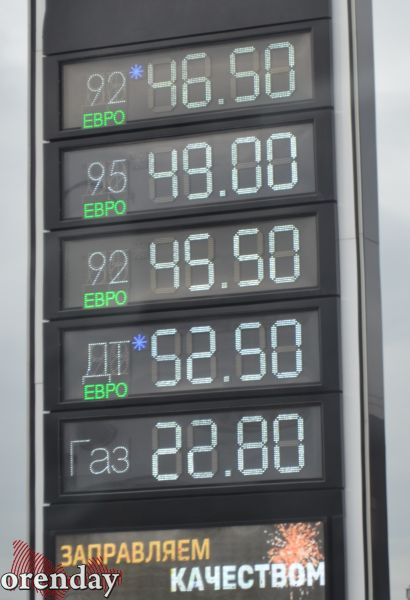 92 * 46.50
ЕВРО
95 49.00
ЕВРО
92 45.50
ЕВРО
ДТ * 52.50
ЕВРО
Газ 22.80
ЗАПРАВЛЯЕМ
КАЧЕСТВОМ
orenday